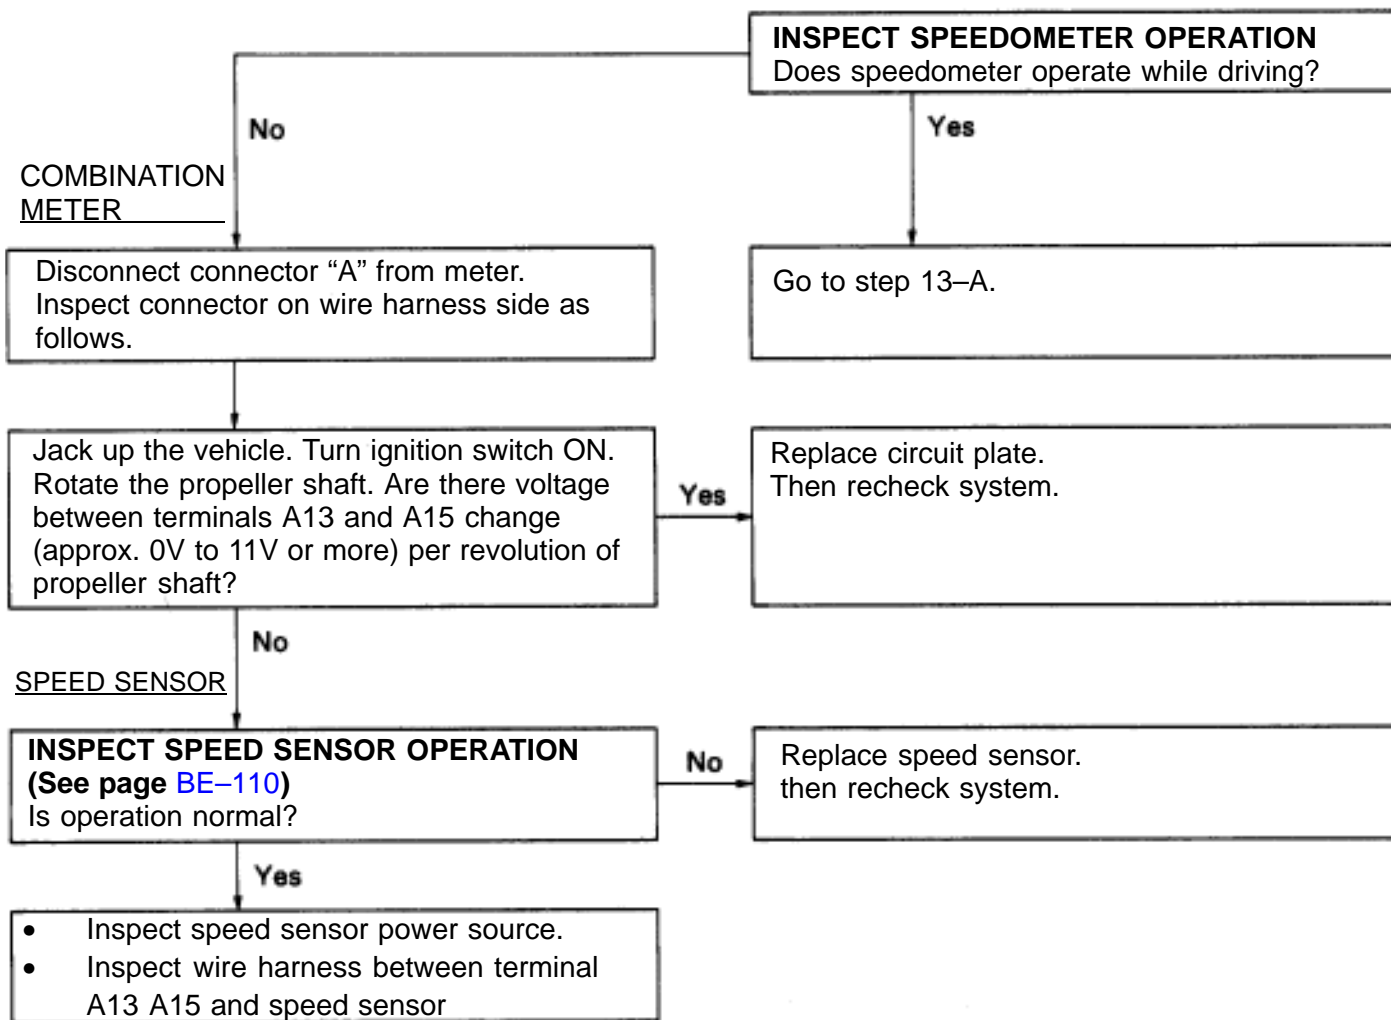 INSPECT SPEEDOMETER OPERATION
Does speedometer operate while driving?
No
Yes
COMBINATION
METER
Disconnect connector “A” from meter.
Inspect connector on wire harness side as
follows.
Go to step 13–A.
Jack up the vehicle. Turn ignition switch ON.
Rotate the propeller shaft. Are there voltage
between terminals A13 and A15 change
(approx. 0V to 11V or more) per revolution of
propeller shaft?
Yes
Replace circuit plate.
Then recheck system.
No
SPEED SENSOR
INSPECT SPEED SENSOR OPERATION
(See page BE–110)
Is operation normal?
No
Replace speed sensor.
then recheck system.
Yes
• Inspect speed sensor power source.
• Inspect wire harness between terminal
A13 A15 and speed sensor